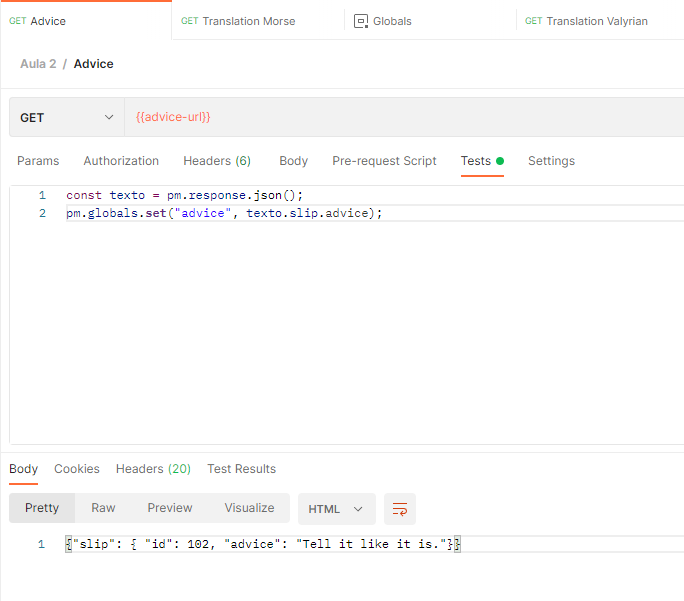 GET Advice
GET Translation Morse
Globals
GET Translation Valyrian
Aula 2 / Advice
GET
{{advice-url}}
Params Authorization Headers (6) Body Pre-request Script Tests Settings
1 const texto = pm.response.json();
2 pm.globals.set("advice", texto.slip.advice);
Body Cookies Headers (20) Test Results
Pretty Raw Preview Visualize HTML
1 {"slip": { "id": 102, "advice": "Tell it like it is."}}